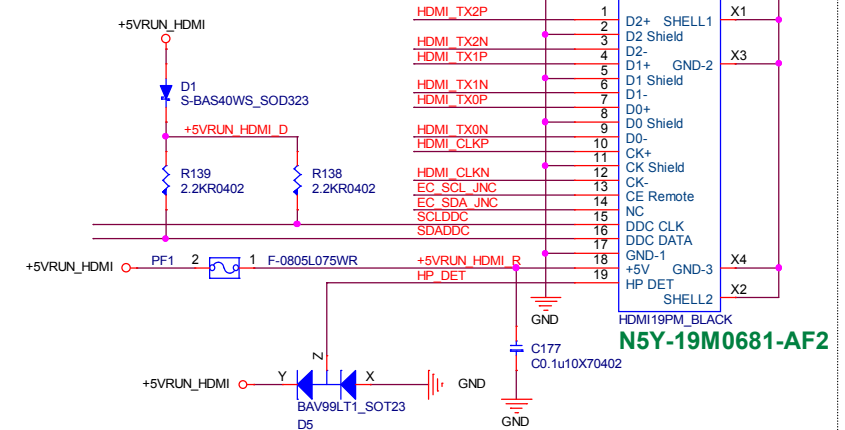 +5VRUN_HDMI
D1
S-BAS40WS_SOD323
+5VRUN_HDMI_D
R139
2.2KR0402
R138
2.2KR0402
HDMI_TX2P
HDMI_TX2N
HDMI_TX1P
HDMI_TX1N
HDMI_TX0P
HDMI_TX0N
HDMI_CLKP
HDMI_CLKN
EC_SCL_JNC
EC_SDA_JNC
SCLDDC
SDADDC
+5VRUN_HDMI_R
HP_DET
1
2
3
4
5
6
7
8
9
10
11
12
13
14
15
16
17
18
19
D2+ SHELL1
D2 Shield
D2-
D1+ GND-2
D1 Shield
D1-
D0+
D0 Shield
D0-
CK+
CK Shield
CK-
CE Remote
NC
DDC CLK
DDC DATA
GND-1
+5V GND-3
HP DET
SHELL2
X1
X3
X4
X2
HDMI19PM_BLACK
N5Y-19M0681-AF2
+5VRUN_HDMI
PF1
2
1
F-0805L075WR
GND
C177
C0.1u10X70402
GND
+5VRUN_HDMI
Y
Z
X
GND
BAV99LT1_SOT23
D5